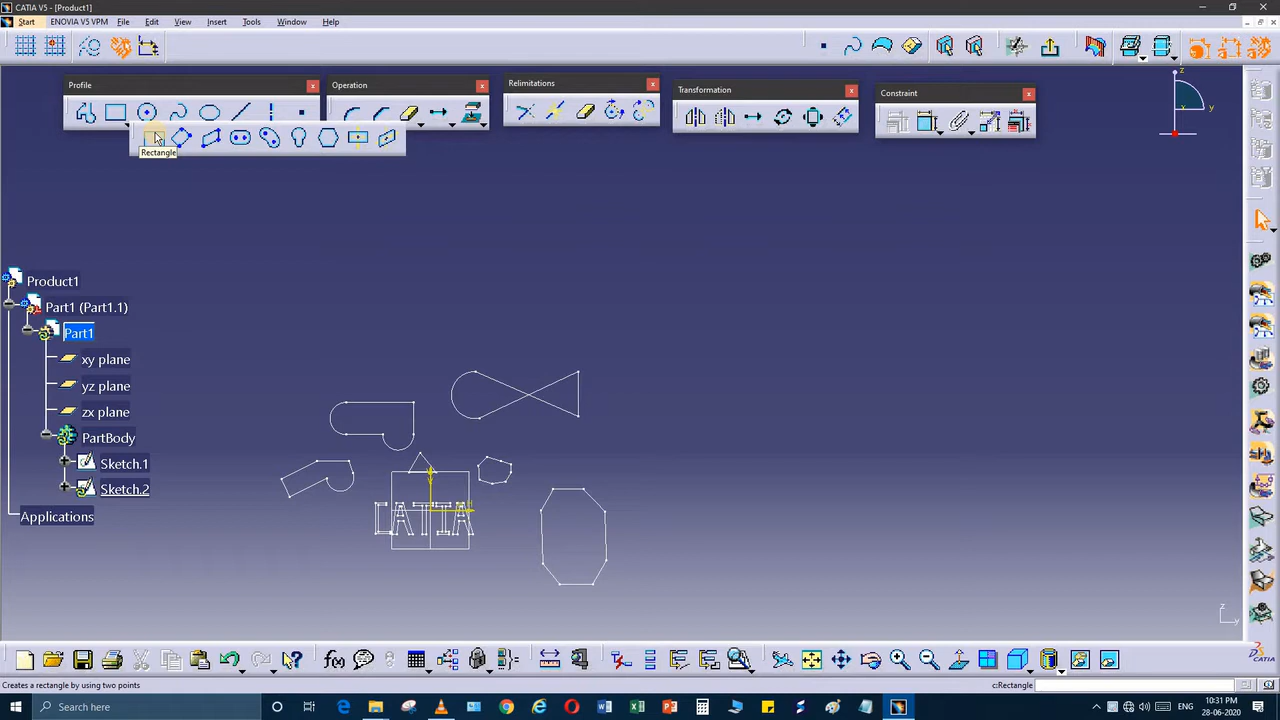 CATIA V5 - [Product1]
Start
ENOVIA V5 VPM
File
Edit
View
Insert
Tools
Window
Help
Profile
Operation
Relimitations
Transformation
Constraint
Rectangle
z
y
Product1
Part1 (Part1.1)
Part1
xy plane
yz plane
zx plane
PartBody
Sketch.1
Sketch.2
Applications
CATIA
z
y
DS
CATIA
Creates a rectangle by using two points
c:Rectangle
Search here
ENG
10:31 PM
28-06-2020